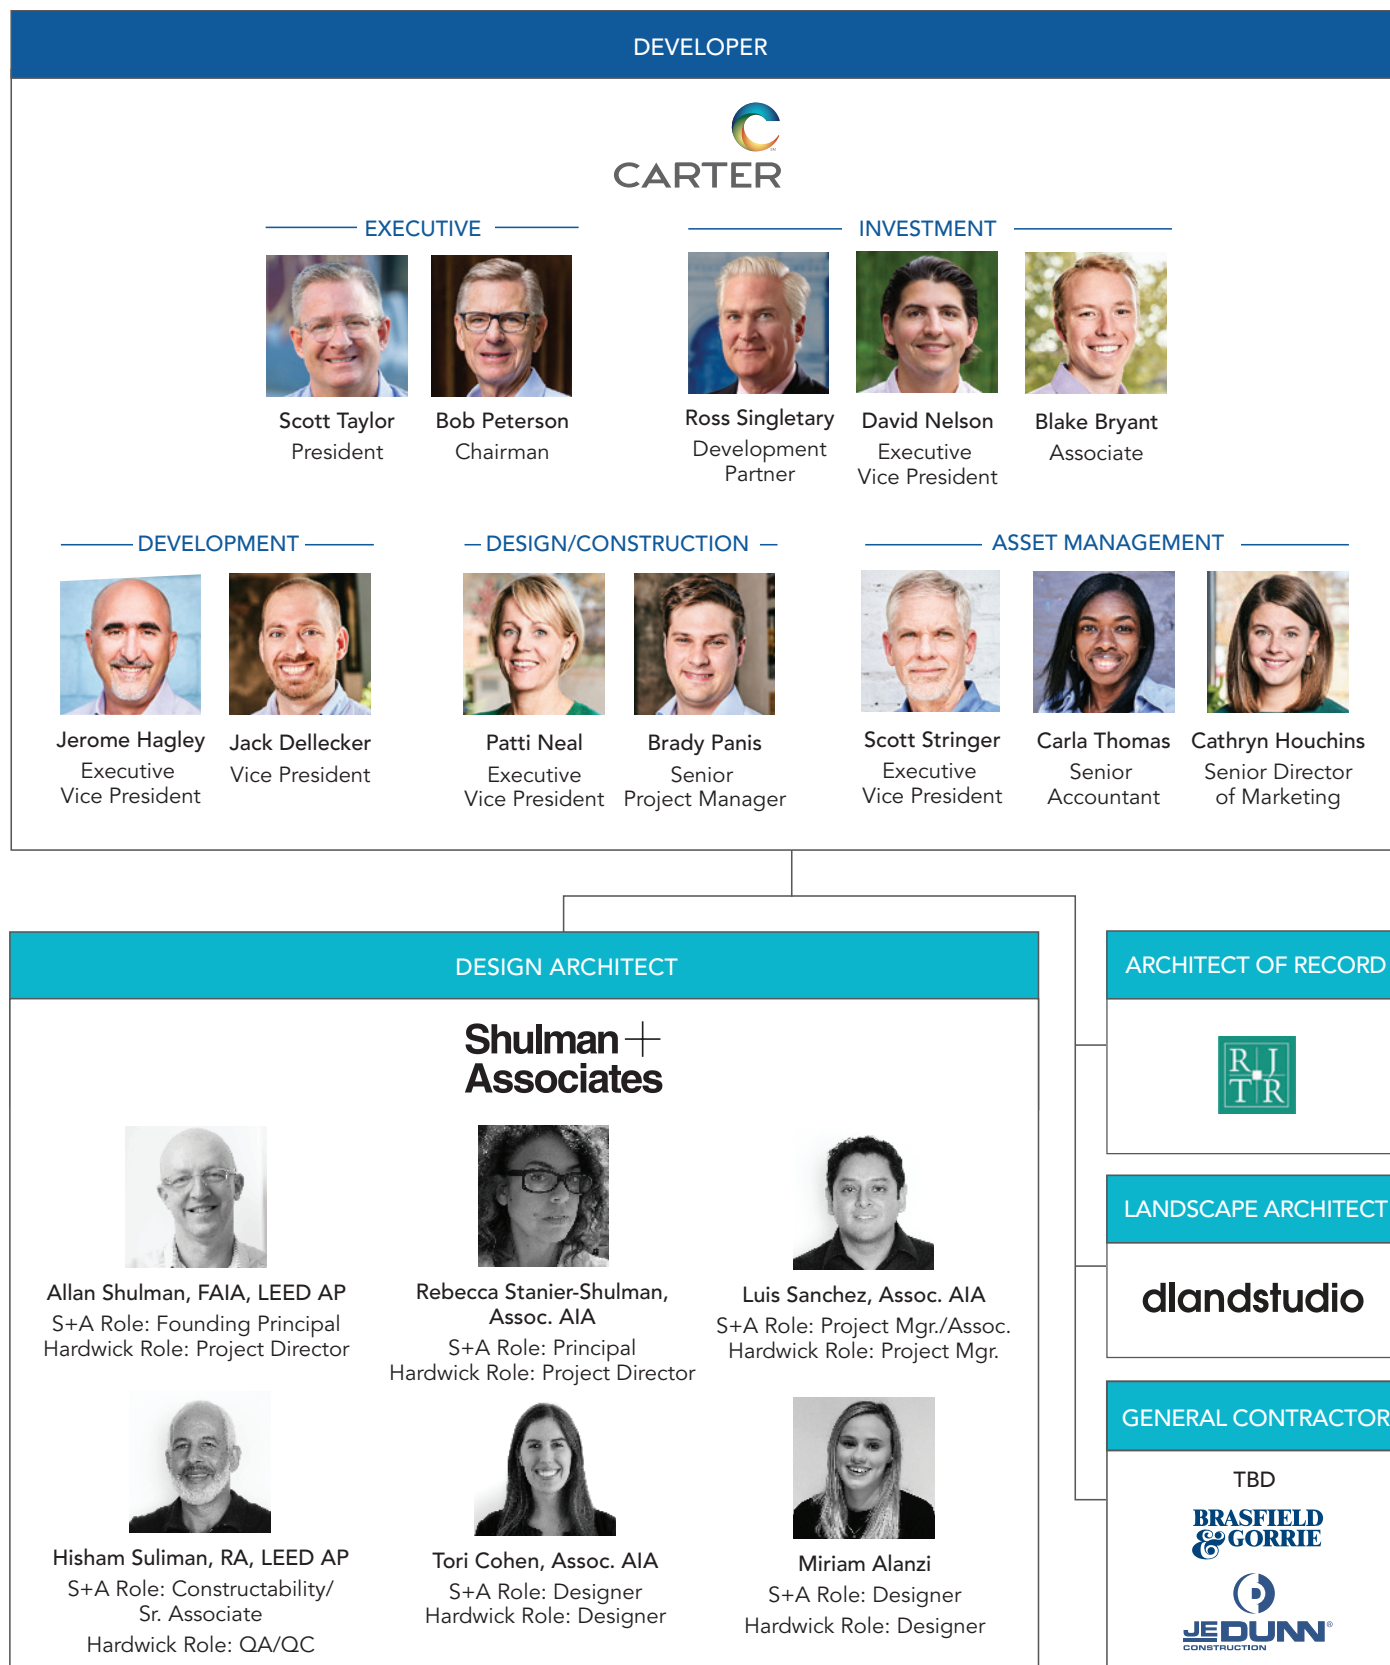 DEVELOPER
CARTER
EXECUTIVE
Scott Taylor
President
Bob Peterson
Chairman
INVESTMENT
Ross Singletary
Development
Partner
David Nelson
Executive
Vice President
Blake Bryant
Associate
DEVELOPMENT
Jerome Hagley
Executive
Vice President
Jack Dellecker
Vice President
DESIGN/CONSTRUCTION
Patti Neal
Executive
Vice President
Brady Panis
Senior
Project Manager
ASSET MANAGEMENT
Scott Stringer
Executive
Vice President
Carla Thomas
Senior
Accountant
Cathryn Houchins
Senior Director
of Marketing
DESIGN ARCHITECT
Shulman +
Associates
Allan Shulman, FAIA, LEED AP
S+A Role: Founding Principal
Hardwick Role: Project Director
Rebecca Stanier-Shulman,
Assoc. AIA
S+A Role: Principal
Hardwick Role: Project Director
Luis Sanchez, Assoc. AIA
S+A Role: Project Mgr./Assoc.
Hardwick Role: Project Mgr.
Hisham Suliman, RA, LEED AP
S+A Role: Constructability/
Sr. Associate
Hardwick Role: QA/QC
Tori Cohen, Assoc. AIA
S+A Role: Designer
Hardwick Role: Designer
Miriam Alanzi
S+A Role: Designer
Hardwick Role: Designer
ARCHITECT OF RECORD
R J
T R
LANDSCAPE ARCHITECT
dlandstudio
GENERAL CONTRACTOR
TBD
BRASFIELD
& GORRIE
JE DUNN®
CONSTRUCTION